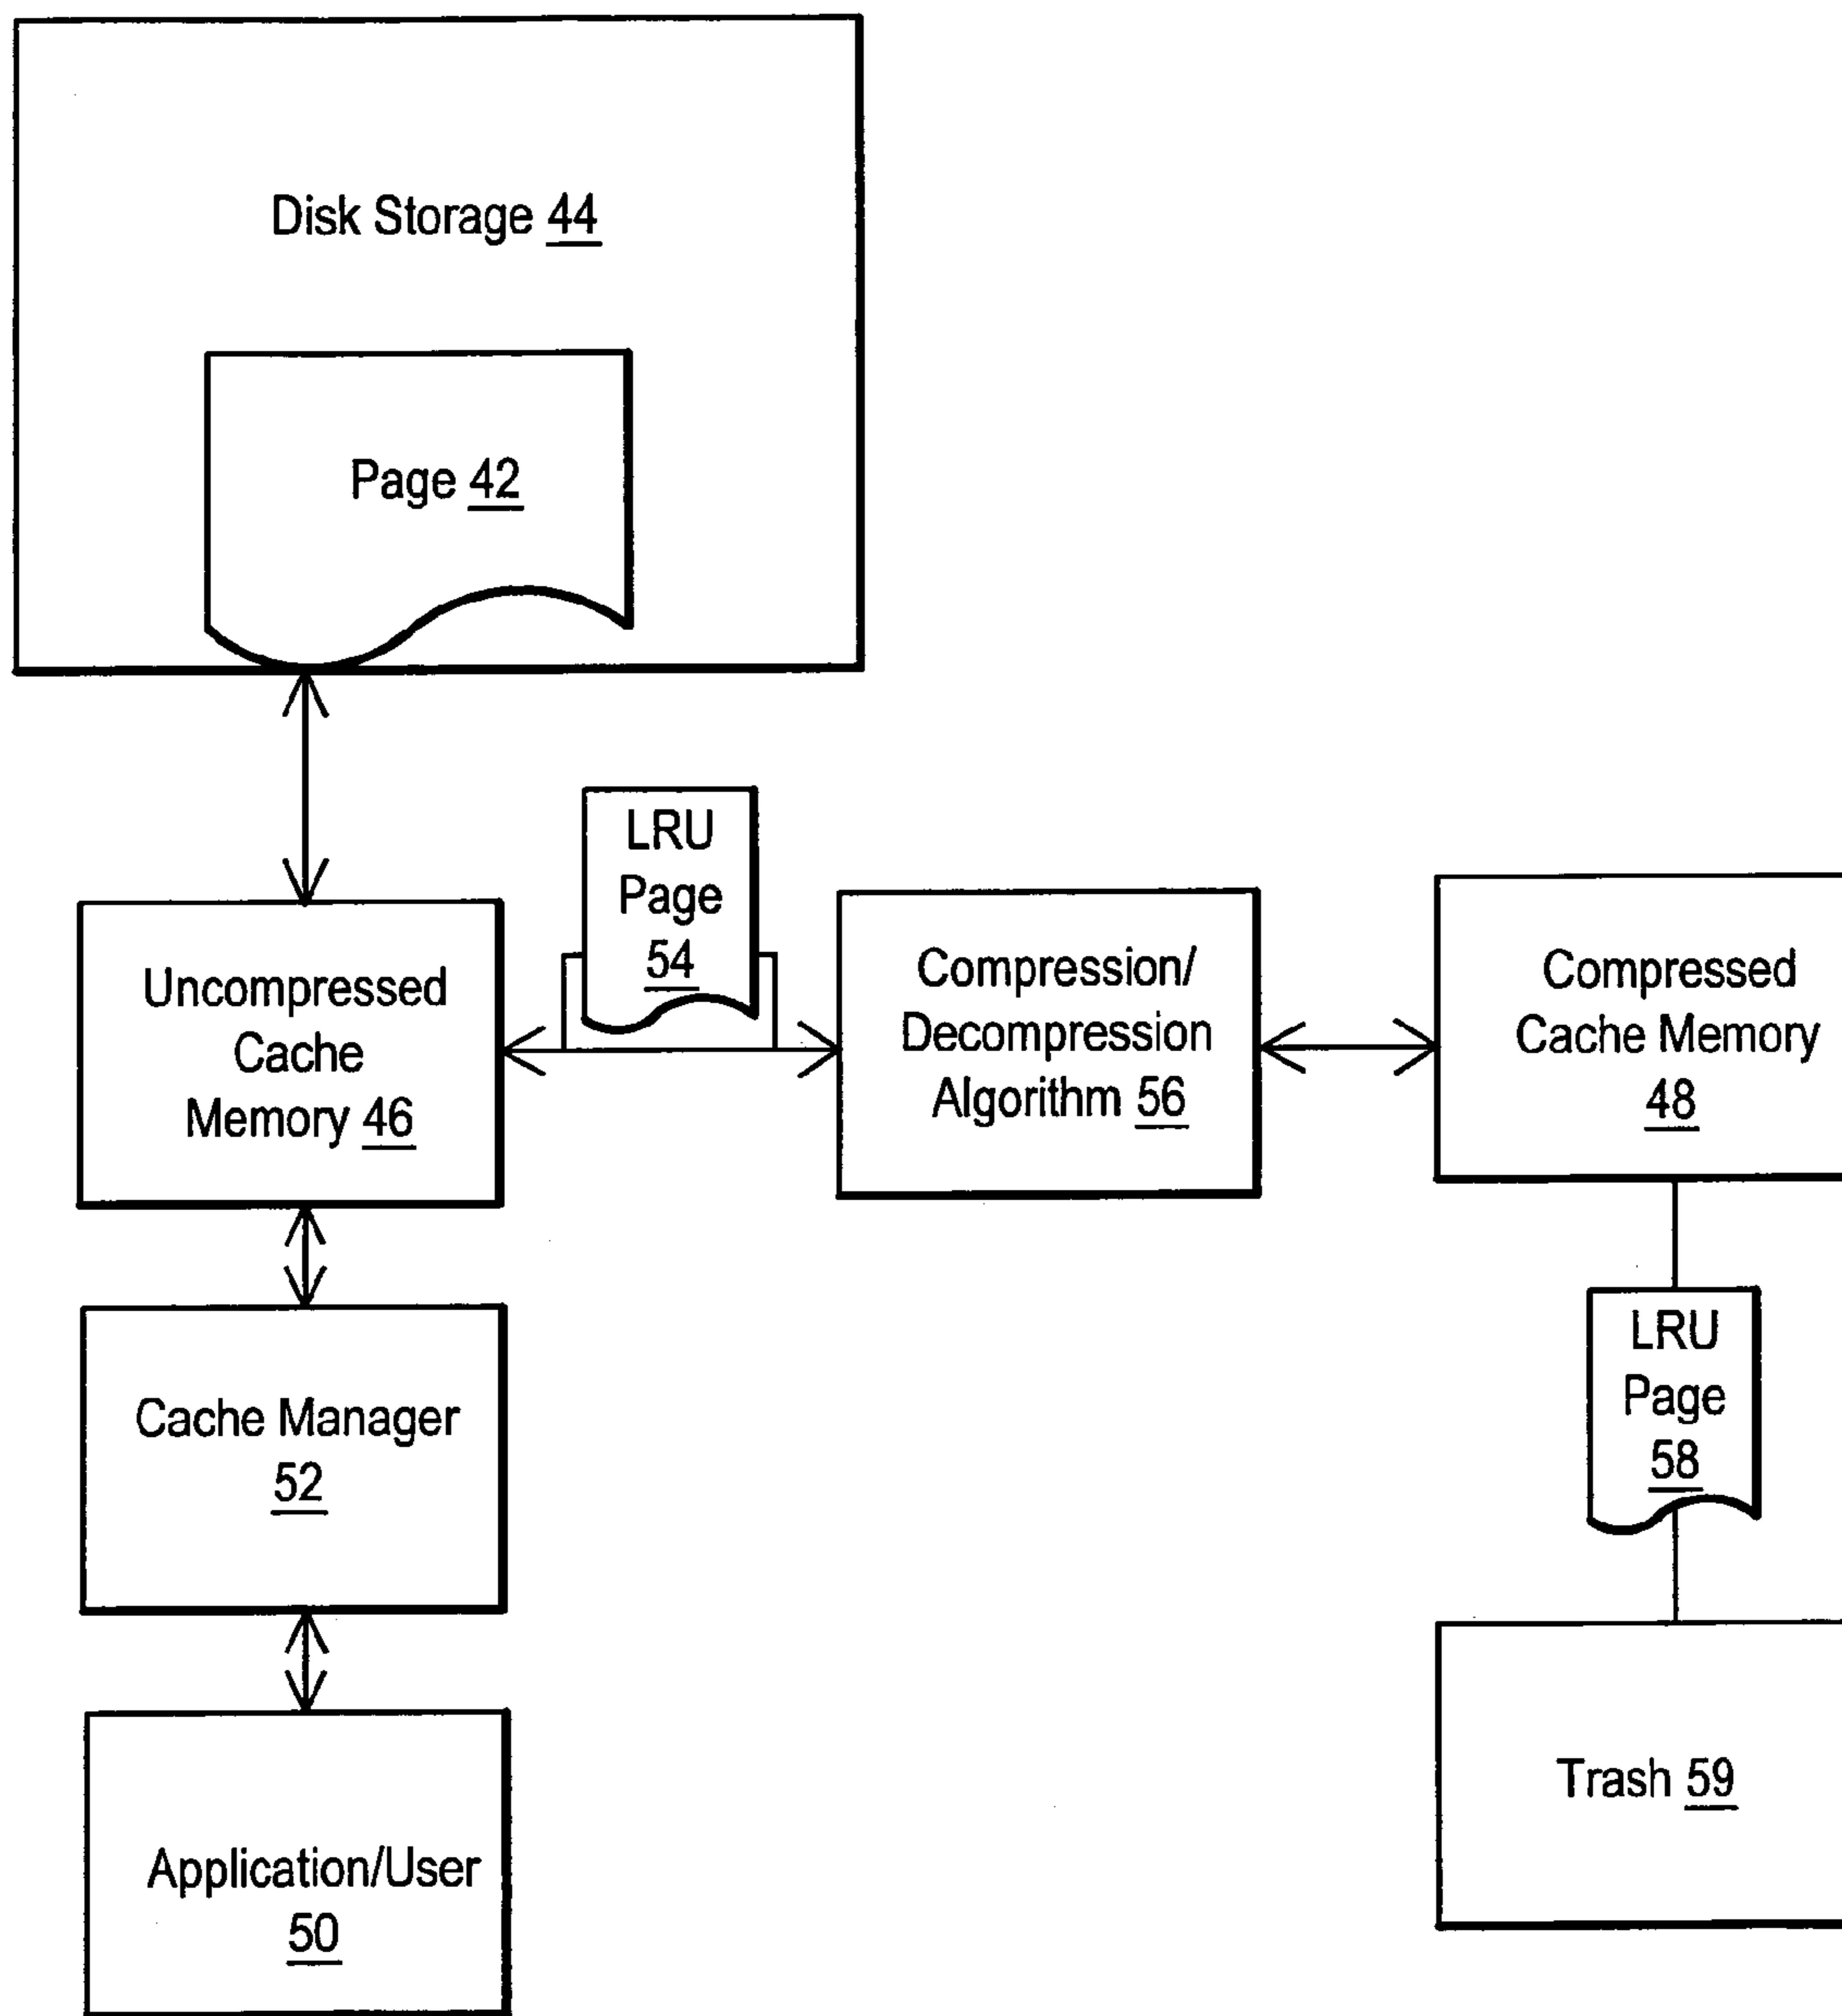 Disk Storage 44
Page 42
LRU
Page
54
Uncompressed
Cache
Memory 46
Compression/
Decompression
Algorithm 56
Compressed
Cache Memory
48
Cache Manager
52
LRU
Page
58
Application/User
50
Trash 59